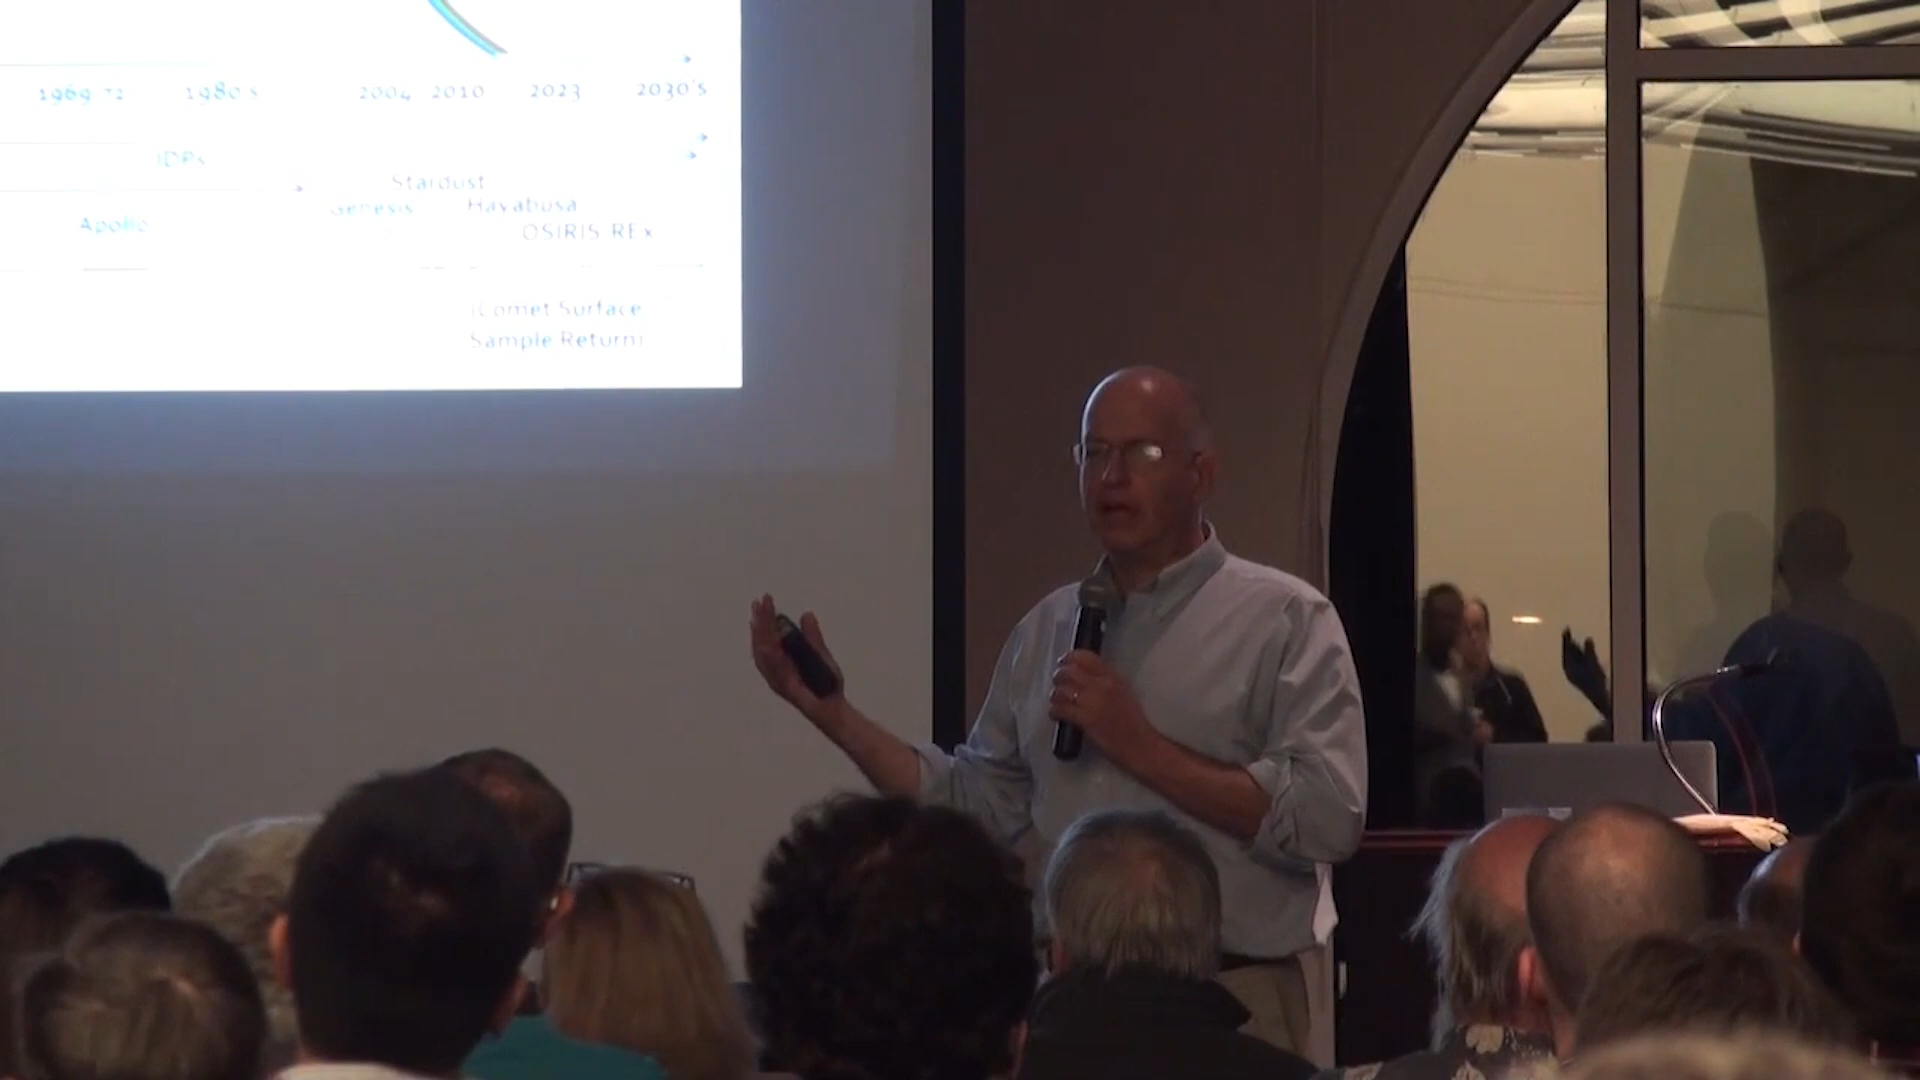 1969-72 1980's 2004 2010 2023 2030's
IDPs
Stardust
Genesis Hayabusa
Apollo OSIRIS REx
(Comet Surface
Sample Return)